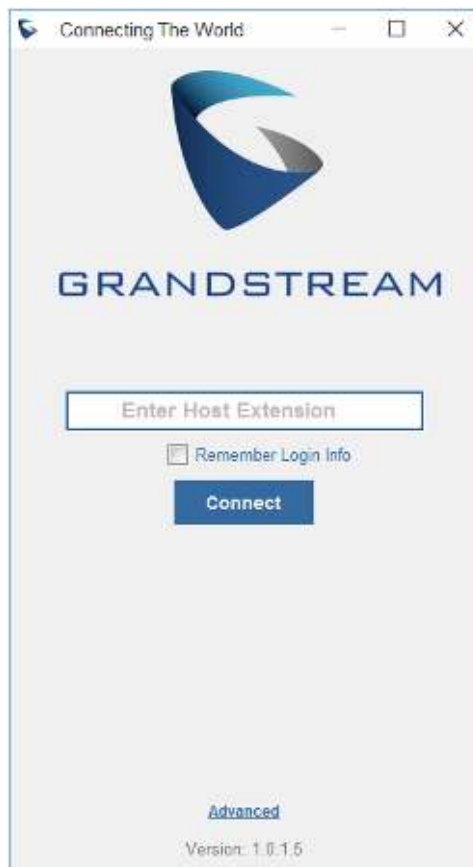 Connecting The World
GRANDSTREAM
Enter Host Extension
Remember Login Info
Connect
Advanced
Version: 1.0.1.5